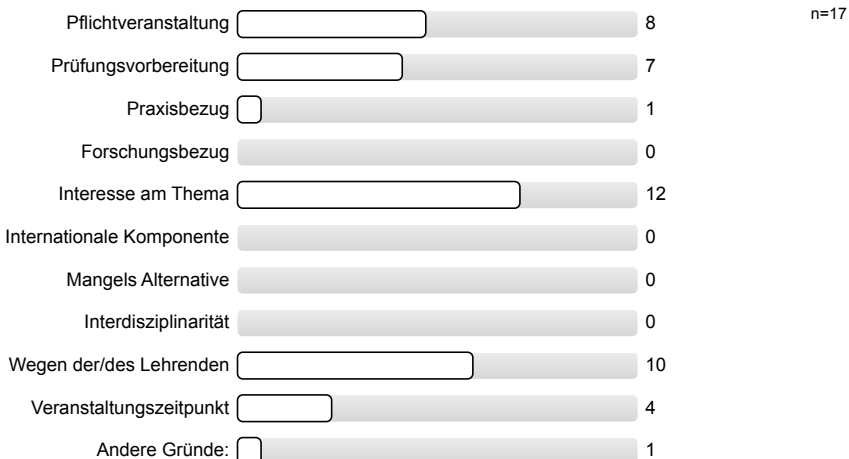 Pflichtveranstaltung 8 n=17
Prüfungsvorbereitung 7
Praxisbezug 1
Forschungsbezug 0
Interesse am Thema 12
Internationale Komponente 0
Mangels Alternative 0
Interdisziplinarität 0
Wegen der/des Lehrenden 10
Veranstaltungszeitpunkt 4
Andere Gründe: 1